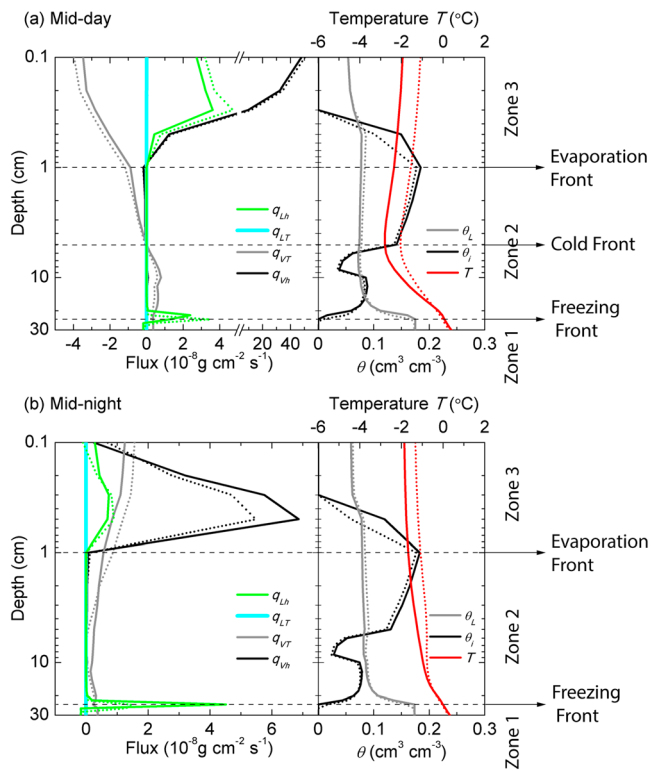 (a) Mid-day
Temperature T (°C)
-6 -4 -2 0 2
0.1
1
10
30
Depth (cm)
qLh
qLT
qVT
qVh
θL
θi
T
-4 -2 0 2 4 20 40
Flux (10-8g cm-2 s-1)
0 0.1 0.2 0.3
θ (cm3 cm-3)
Zone 3
Evaporation
Front
Zone 2
Cold Front
Freezing
Front
Zone 1
(b) Mid-night
Temperature T (°C)
-6 -4 -2 0 2
0.1
1
10
30
Depth (cm)
qLh
qLT
qVT
qVh
θL
θi
T
0 2 4 6
Flux (10-8g cm-2 s-1)
0 0.1 0.2 0.3
θ (cm3 cm-3)
Zone 3
Evaporation
Front
Zone 2
Freezing
Front
Zone 1